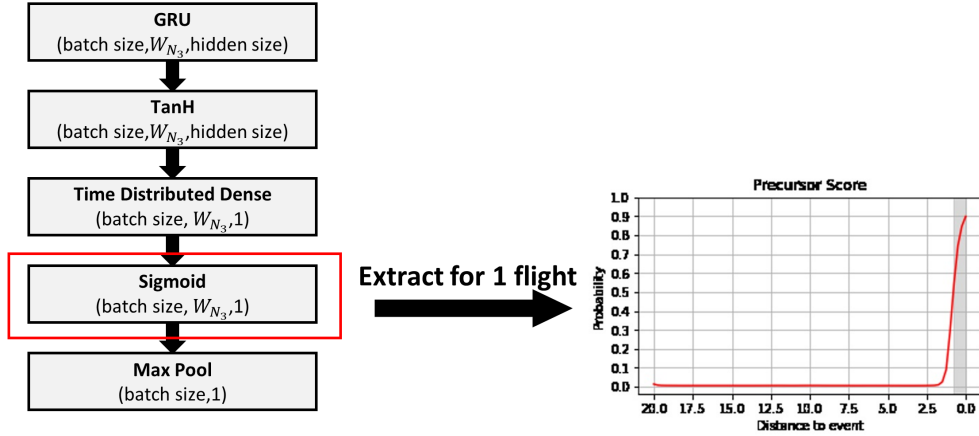 GRU
(batch size,W_{N_3},hidden size)
TanH
(batch size,W_{N_3},hidden size)
Time Distributed Dense
(batch size, W_{N_3},1)
Sigmoid
(batch size, W_{N_3},1)
Max Pool
(batch size,1)
Extract for 1 flight
Precursor Score
Probability
1.0
0.9
0.8
0.7
0.6
0.5
0.4
0.3
0.2
0.1
0.0
20.0 17.5 15.0 12.5 10.0 7.5 5.0 2.5 0.0
Distance to event